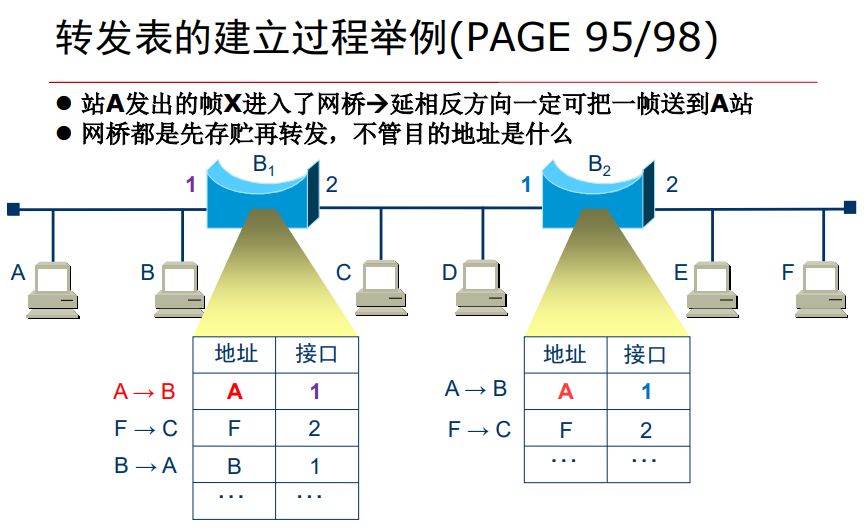 转发表的建立过程举例(PAGE 95/98)
● 站A发出的帧X进入了网桥→延相反方向一定可把一帧送到A站
● 网桥都是先存贮再转发，不管目的地址是什么
1 B1 2 1 B2 2
A B C D E F
地址 接口 地址 接口
A → B A 1 A → B A 1
F → C F 2 F → C F 2
B → A B 1 ... ...
... ...